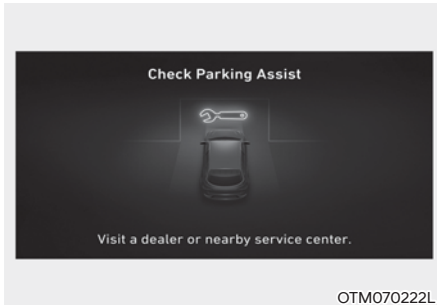 Check Parking Assist
Visit a dealer or nearby service center.
OTM070222L